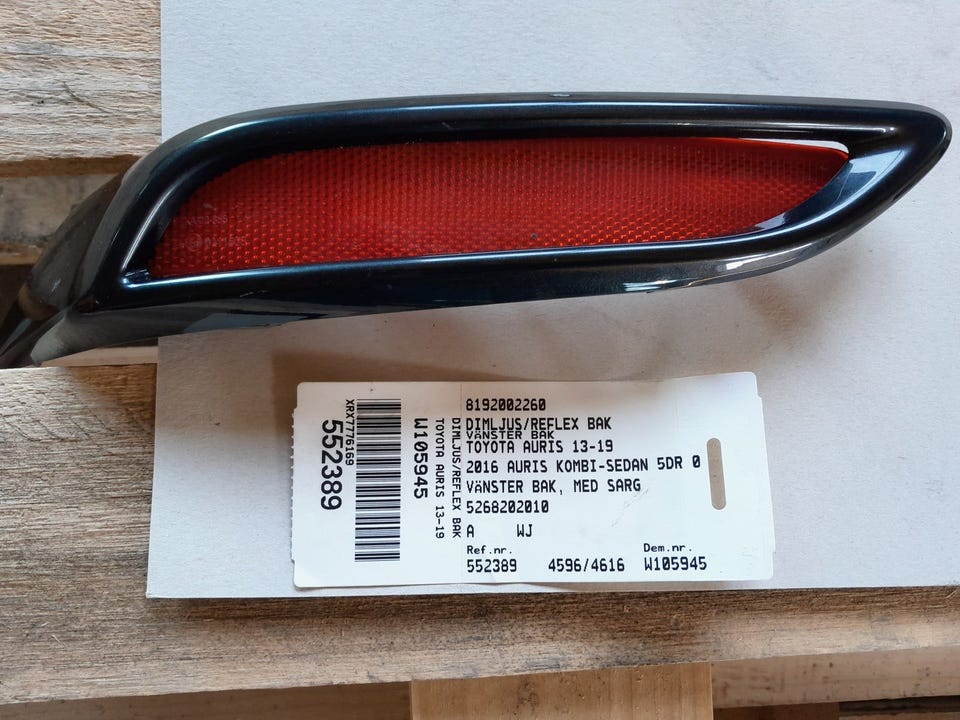 8192002260
DIMLJUS/REFLEX BAK
VÄNSTER BAK
TOYOTA AURIS 13-19
2016 AURIS KOMBI-SEDAN 5DR 0
VÄNSTER BAK, MED SARG
5268202010
A WJ
Ref.nr. Dem.nr.
552389 4596/4616 W105945
DIMLJUS/REFLEX BAK
TOYOTA AURIS 13-19
W105945
XRX7776169
552389